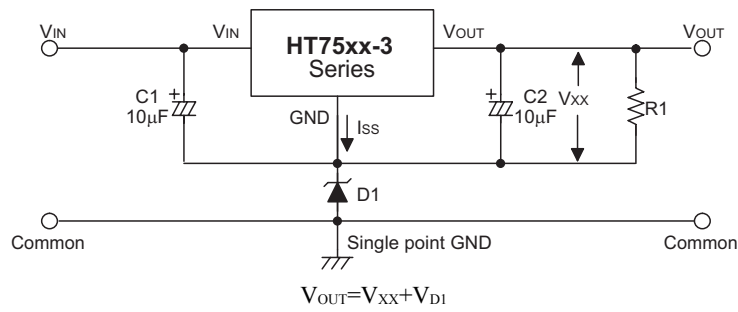 VIN
VIN
HT75xx-3
Series
VOUT
VOUT
C1
10μF
GND
ISS
C2
10μF
VXX
R1
D1
Common
Single point GND
Common
VOUT=VXX+VD1